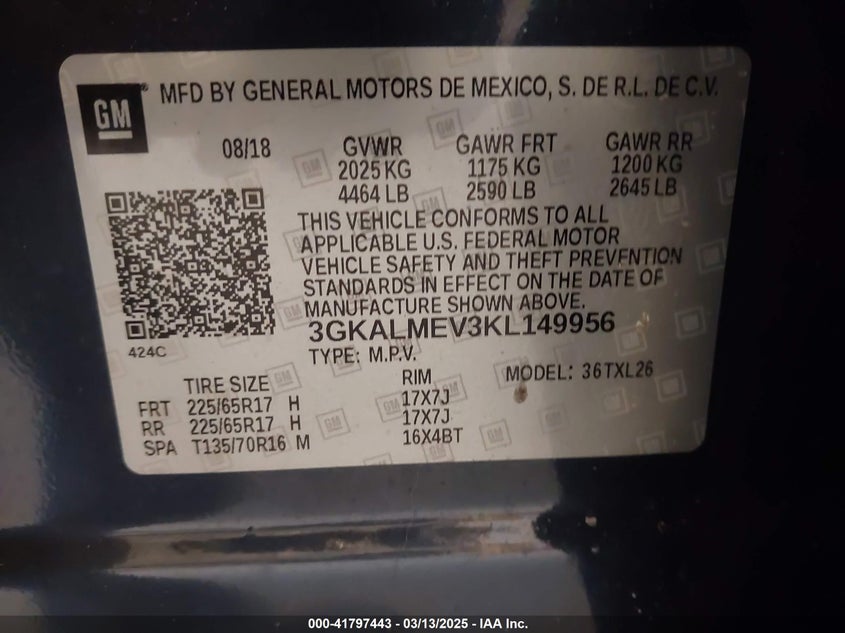 GM
MFD BY GENERAL MOTORS DE MEXICO, S. DE R.L. DE C.V.
08/18 GVWR GAWR FRT GAWR RR
2025 KG 1175 KG 1200 KG
4464 LB 2590 LB 2645 LB
THIS VEHICLE CONFORMS TO ALL
APPLICABLE U.S. FEDERAL MOTOR
VEHICLE SAFETY AND THEFT PREVENTION
STANDARDS IN EFFECT ON THE DATE OF
MANUFACTURE SHOWN ABOVE.
3GKALMEV3KL149956
424C
TYPE: M.P.V.
TIRE SIZE RIM MODEL: 36TXL26
FRT 225/65R17 H 17X7J
RR 225/65R17 H 17X7J
SPA T135/70R16 M 16X4BT
000-41797443 - 03/13/2025 - IAA Inc.